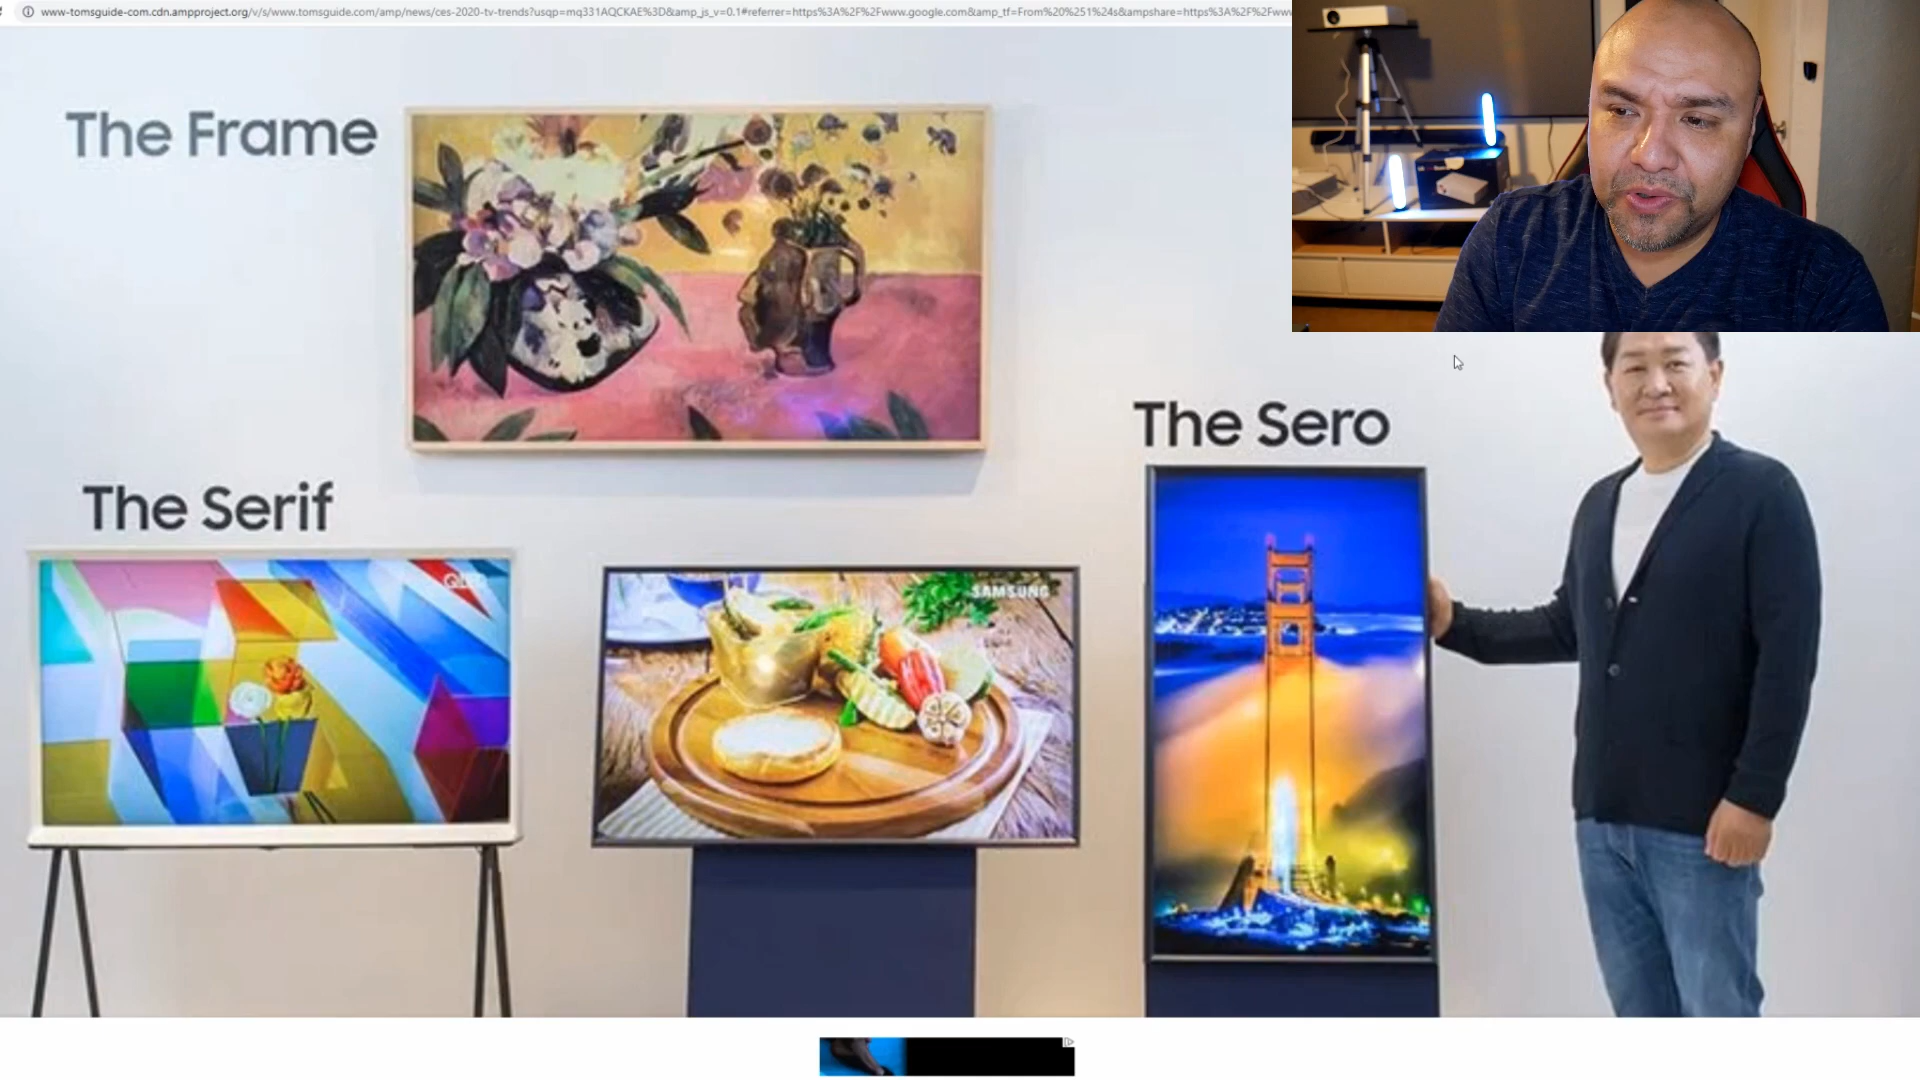 www-tomsguide-com.cdn.ampproject.org/v/s/www.tomsguide.com/amp/news/ces-2020-tv-trends?usqp=mq331AQCKAE%3D&amp_js_v=0.1#referrer=https%3A%2F%2Fwww.google.com&amp_tf=From%20%251%24s&ampshare=https%3A%2F%2Fww
The Frame
The Sero
The Serif
SAMSUNG